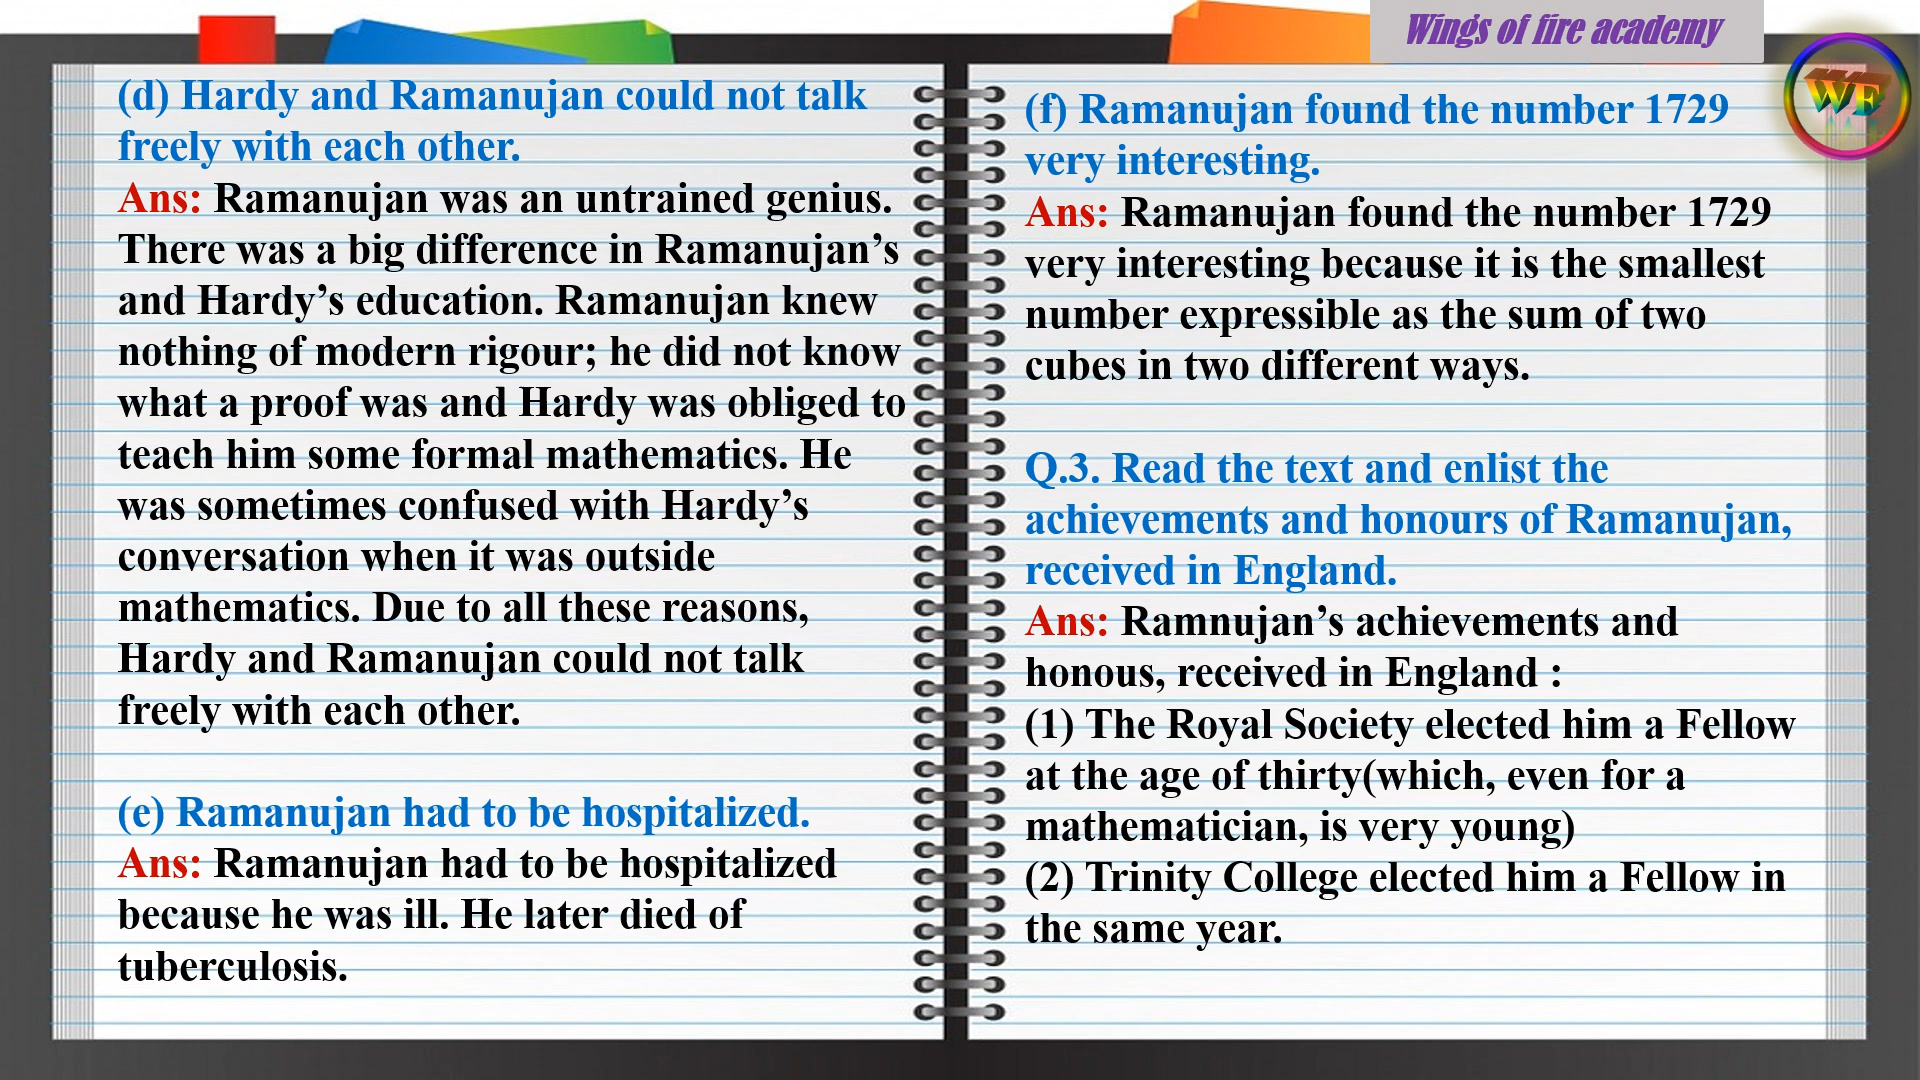 Wings of fire academy
WF
(d) Hardy and Ramanujan could not talk
freely with each other.
Ans: Ramanujan was an untrained genius.
There was a big difference in Ramanujan’s
and Hardy’s education. Ramanujan knew
nothing of modern rigour; he did not know
what a proof was and Hardy was obliged to
teach him some formal mathematics. He
was sometimes confused with Hardy’s
conversation when it was outside
mathematics. Due to all these reasons,
Hardy and Ramanujan could not talk
freely with each other.
(e) Ramanujan had to be hospitalized.
Ans: Ramanujan had to be hospitalized
because he was ill. He later died of
tuberculosis.
(f) Ramanujan found the number 1729
very interesting.
Ans: Ramanujan found the number 1729
very interesting because it is the smallest
number expressible as the sum of two
cubes in two different ways.
Q.3. Read the text and enlist the
achievements and honours of Ramanujan,
received in England.
Ans: Ramnujan’s achievements and
honous, received in England :
(1) The Royal Society elected him a Fellow
at the age of thirty(which, even for a
mathematician, is very young)
(2) Trinity College elected him a Fellow in
the same year.